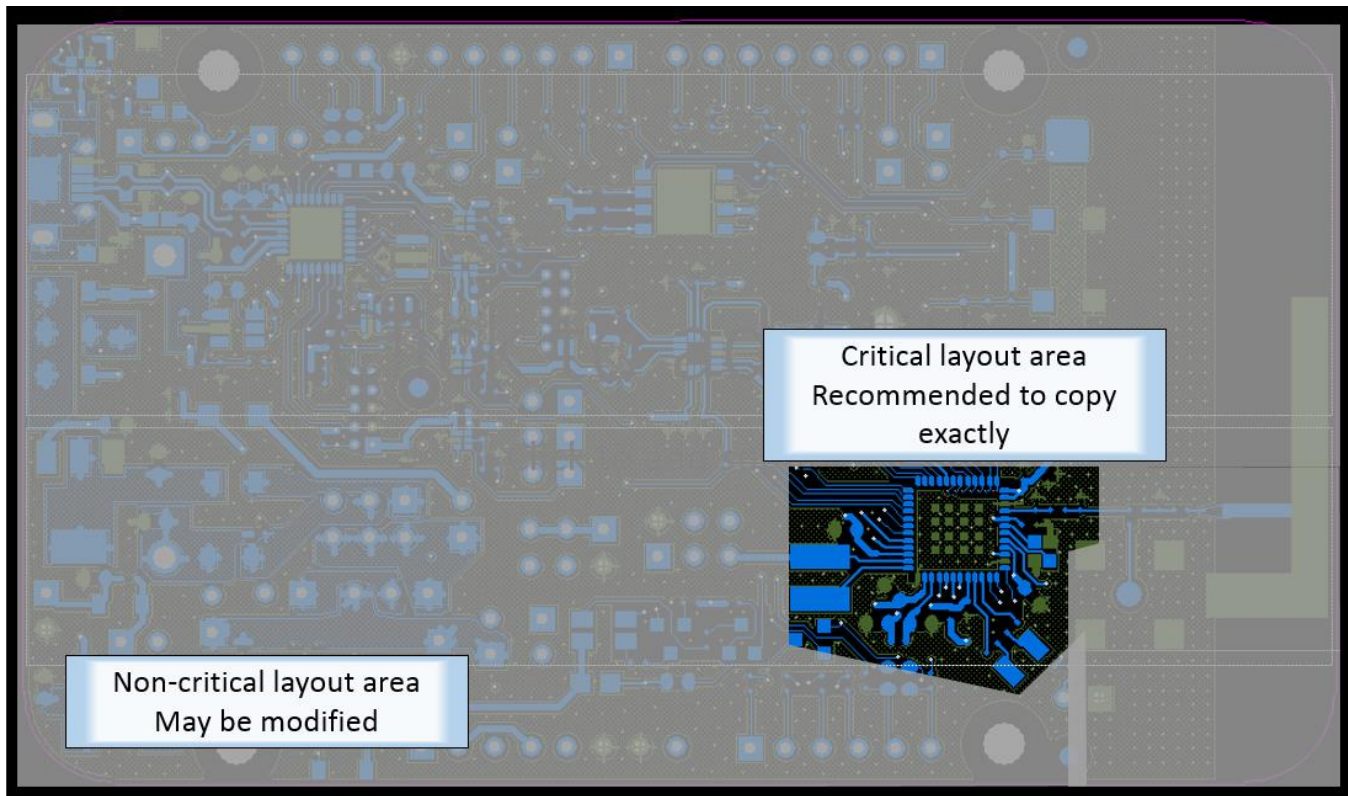 Critical layout area
Recommended to copy
exactly
Non-critical layout area
May be modified